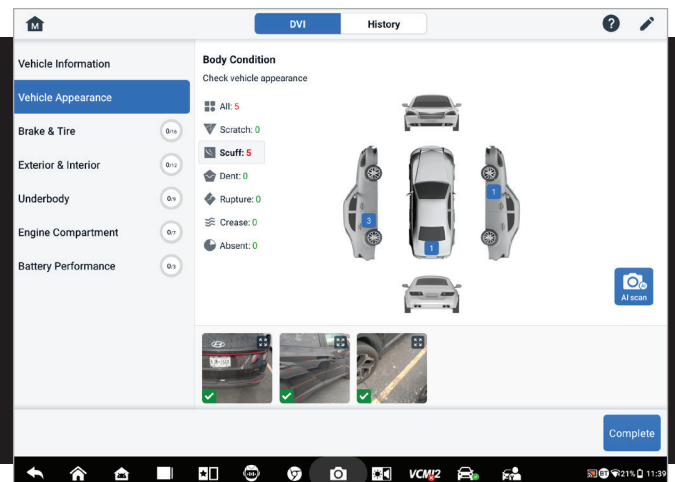 M
DVI
History
?
Vehicle Information
Vehicle Appearance
Brake & Tire
0/16
Exterior & Interior
0/12
Underbody
0/9
Engine Compartment
0/7
Battery Performance
0/3
Body Condition
Check vehicle appearance
All: 5
Scratch: 0
Scuff: 5
Dent: 0
Rupture: 0
Crease: 0
Absent: 0
3
1
1
AI scan
Complete
VCMI2
21%
11:39